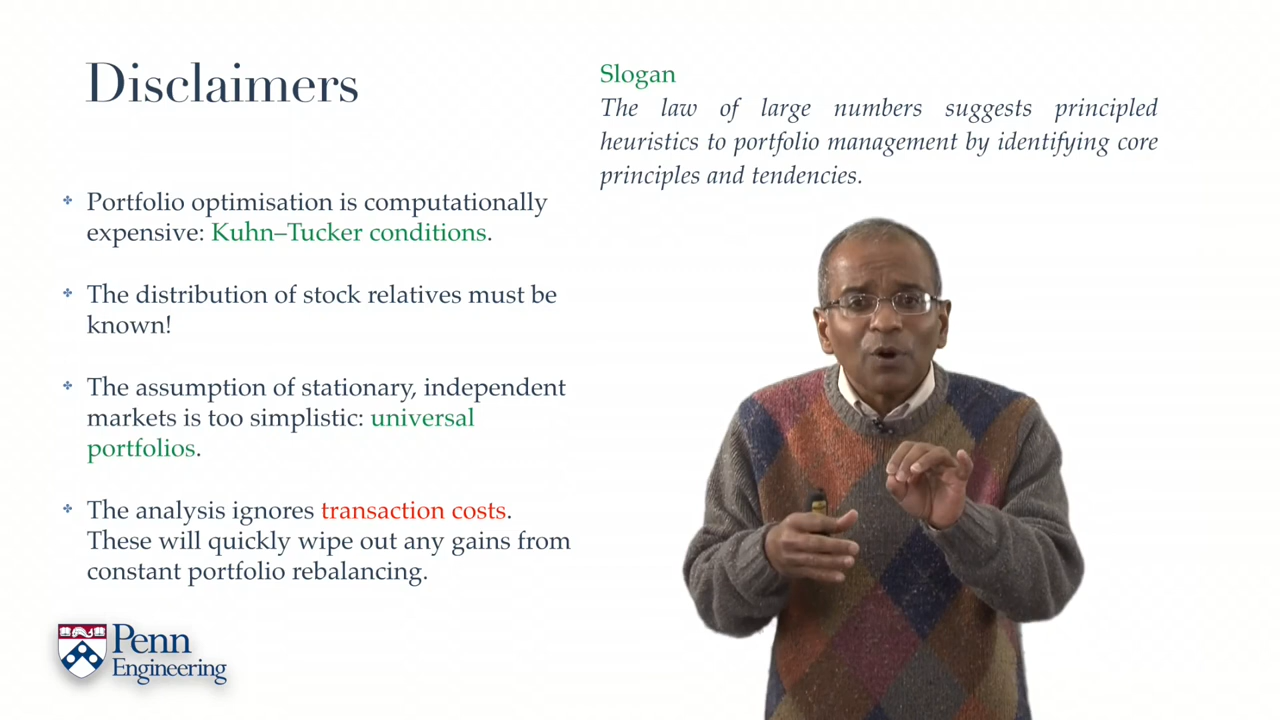 Disclaimers
Portfolio optimisation is computationally
expensive: Kuhn–Tucker conditions.
The distribution of stock relatives must be
known!
The assumption of stationary, independent
markets is too simplistic: universal
portfolios.
The analysis ignores transaction costs.
These will quickly wipe out any gains from
constant portfolio rebalancing.
Slogan
The law of large numbers suggests principled
heuristics to portfolio management by identifying core
principles and tendencies.
Penn
Engineering